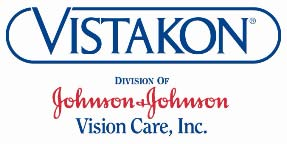 VISTAKON®
DIVISION OF
Johnson & Johnson
Vision Care, Inc.